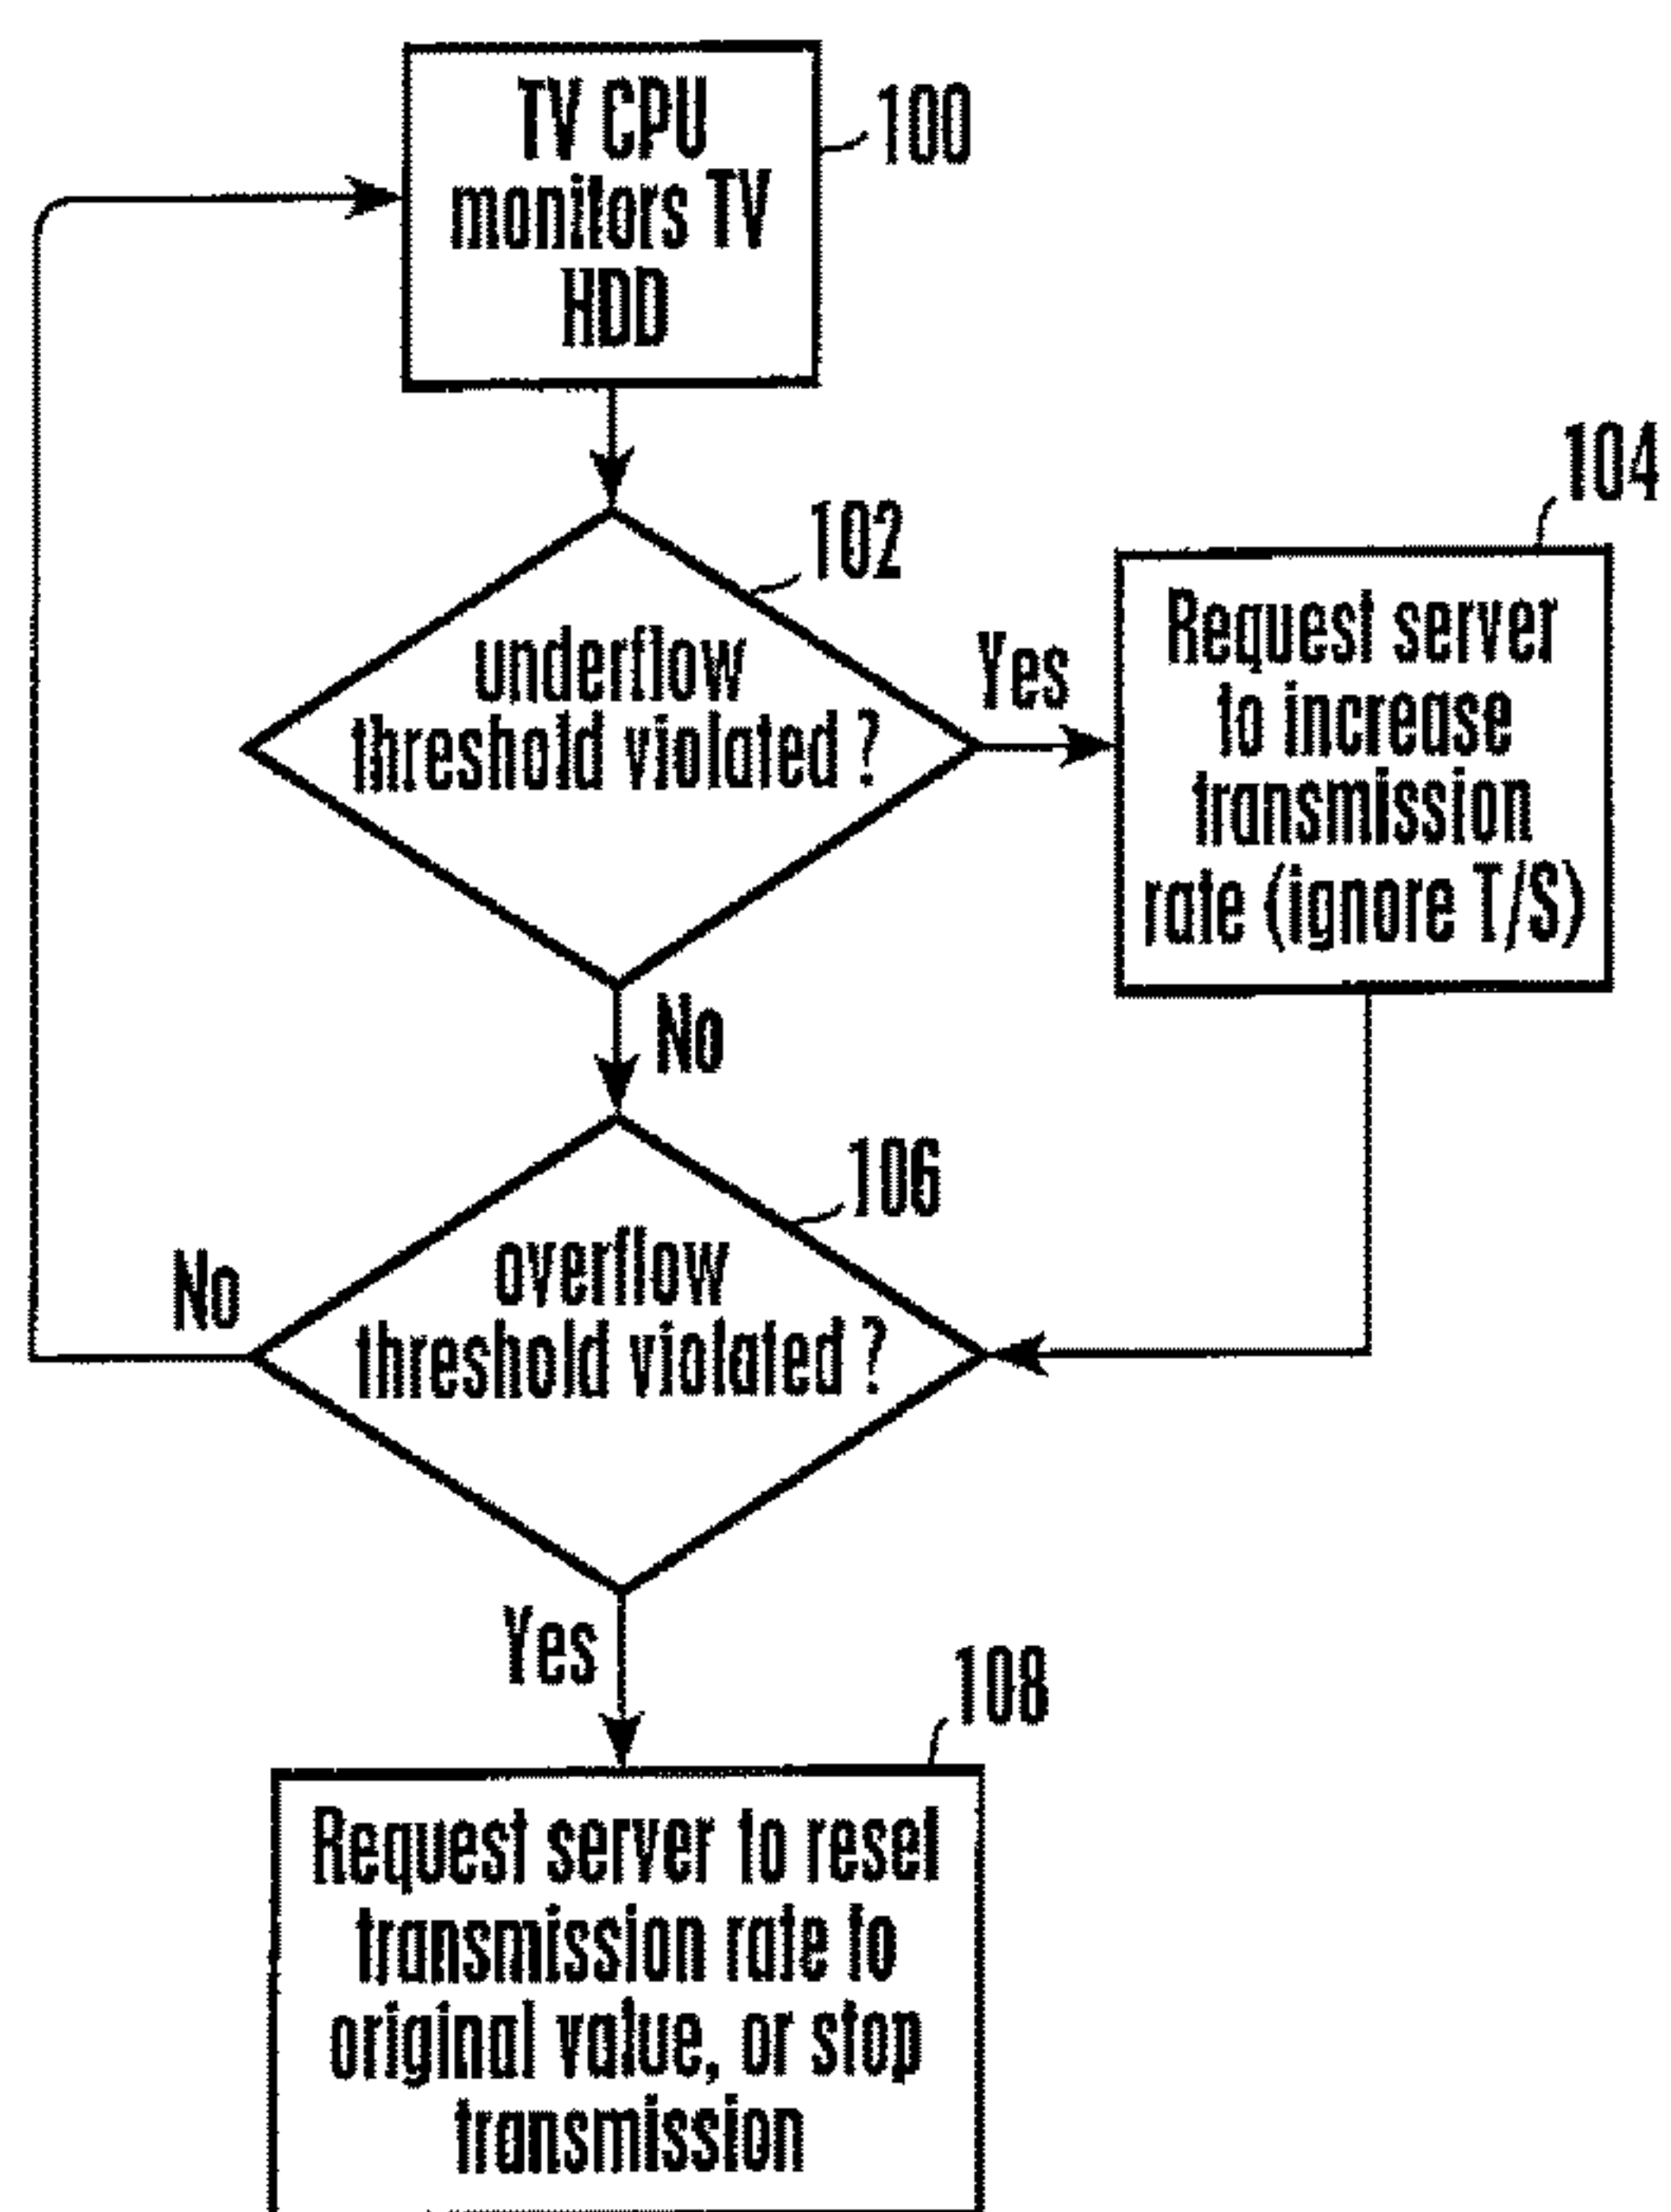 TV CPU
monitors TV
HDD
100
102
underflow
threshold violated ?
Yes
104
Request server
to increase
transmission
rate (ignore T/S)
No
106
overflow
threshold violated ?
No
Yes
108
Request server to reset
transmission rate to
original value, or stop
transmission